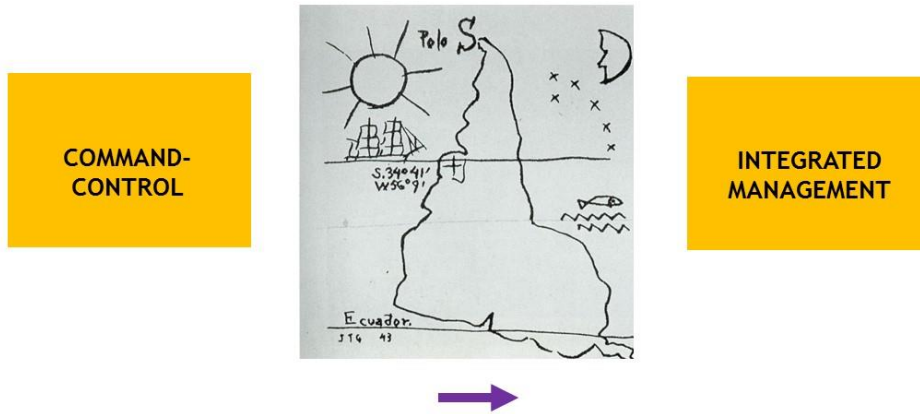 COMMAND-
CONTROL
Polo S.
S.34°41'
W56°9'
Ecuador.
JTG 43
INTEGRATED
MANAGEMENT